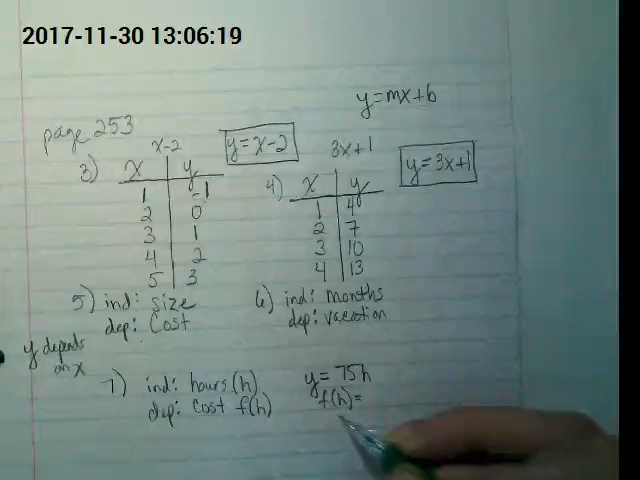 2017-11-30 13:06:19
y=mx+b
page 253
x-2
y=x-2
3x+1
y=3x+1
3) x y
1 -1
2 0
3 1
4 2
5 3
4) x y
1 4
2 7
3 10
4 13
5) ind: size
dep: Cost
6) ind: months
dep: vacation
y depends
on x
7) ind: hours (h)
dep: cost f(h)
y = 75h
f(h)=